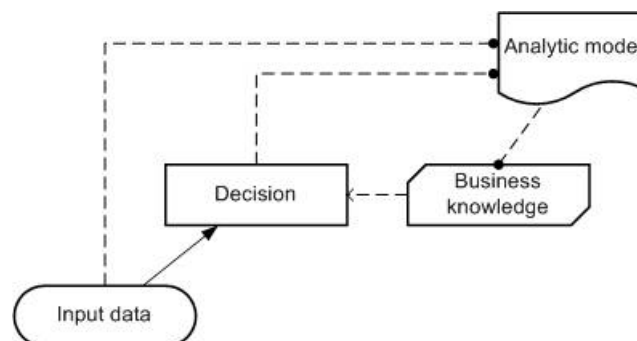 Analytic mode
Decision
Business
knowledge
Input data